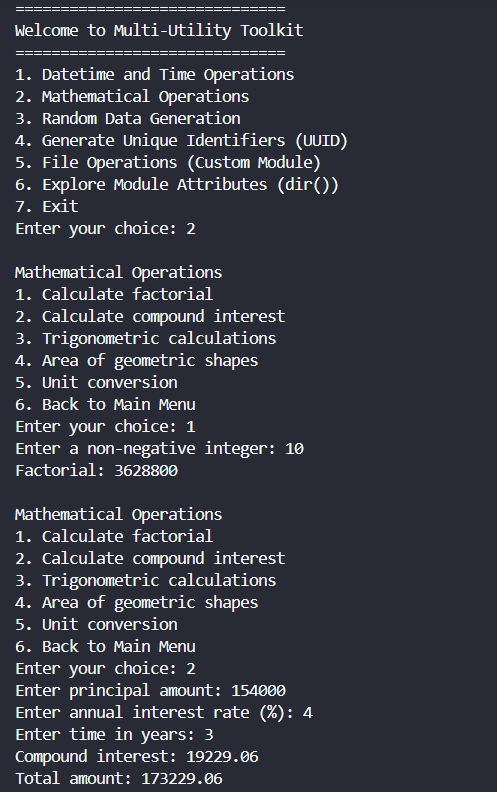 ==============================
Welcome to Multi-Utility Toolkit
==============================
1. Datetime and Time Operations
2. Mathematical Operations
3. Random Data Generation
4. Generate Unique Identifiers (UUID)
5. File Operations (Custom Module)
6. Explore Module Attributes (dir())
7. Exit
Enter your choice: 2

Mathematical Operations
1. Calculate factorial
2. Calculate compound interest
3. Trigonometric calculations
4. Area of geometric shapes
5. Unit conversion
6. Back to Main Menu
Enter your choice: 1
Enter a non-negative integer: 10
Factorial: 3628800

Mathematical Operations
1. Calculate factorial
2. Calculate compound interest
3. Trigonometric calculations
4. Area of geometric shapes
5. Unit conversion
6. Back to Main Menu
Enter your choice: 2
Enter principal amount: 154000
Enter annual interest rate (%): 4
Enter time in years: 3
Compound interest: 19229.06
Total amount: 173229.06